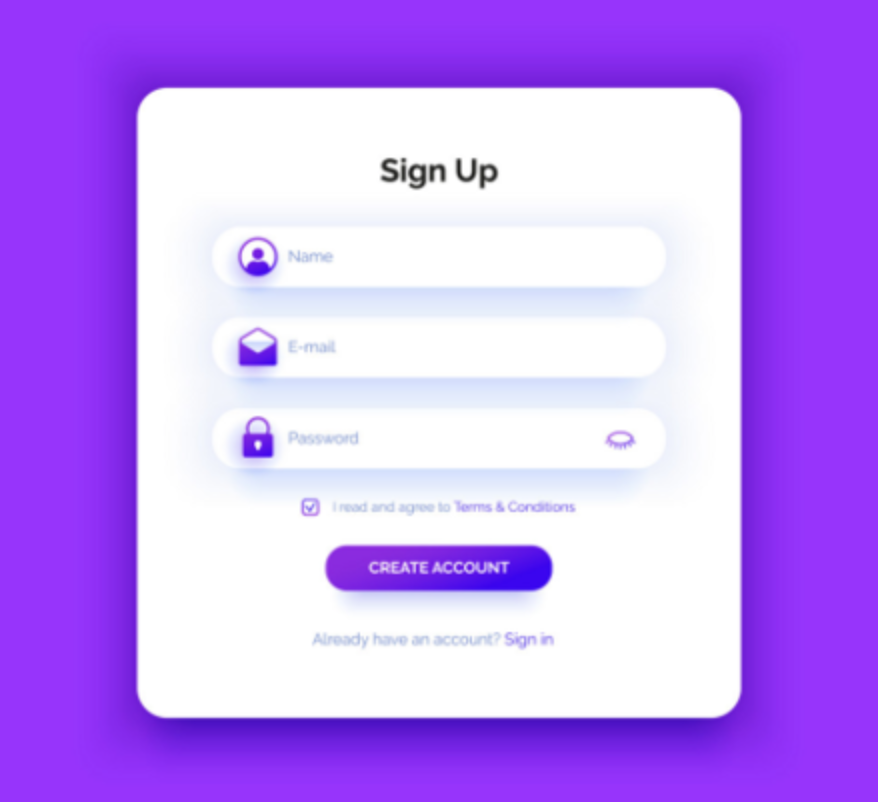 Sign Up
Name
E-mail
Password
I read and agree to Terms & Conditions
CREATE ACCOUNT
Already have an account? Sign in